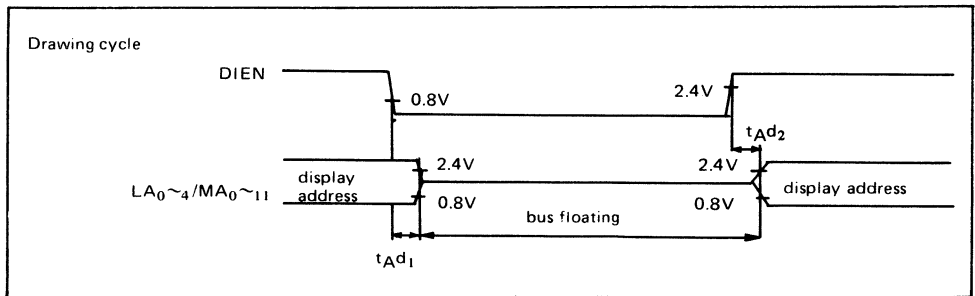 Drawing cycle
DIEN
0.8V
2.4V
tAd2
2.4V
2.4V
display
address
display address
LA0~4/MA0~11
0.8V
0.8V
bus floating
tAd1